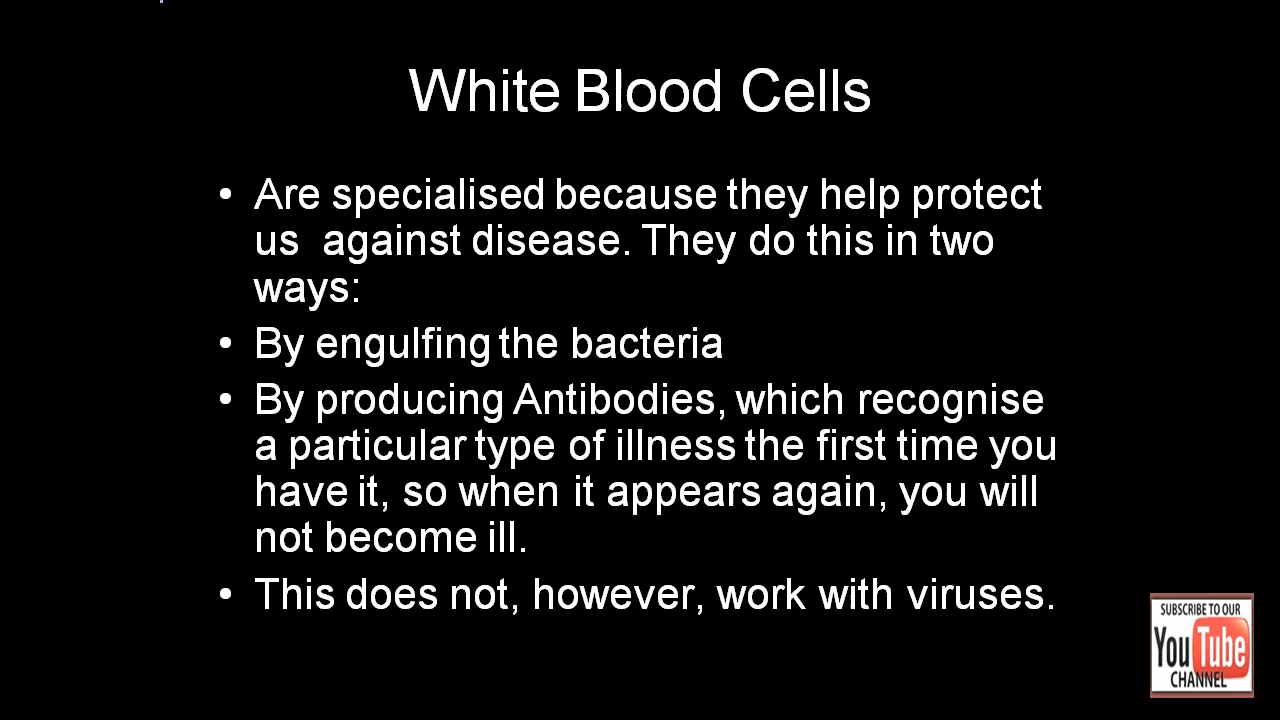 White Blood Cells
• Are specialised because they help protect
us  against disease. They do this in two
ways:
• By engulfing the bacteria
• By producing Antibodies, which recognise
a particular type of illness the first time you
have it, so when it appears again, you will
not become ill.
• This does not, however, work with viruses.
SUBSCRIBE TO OUR
YouTube
CHANNEL